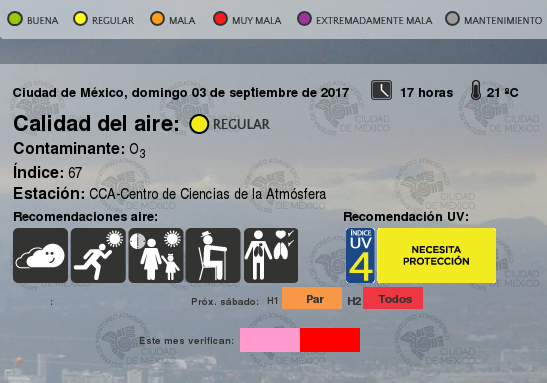 BUENA REGULAR MALA MUY MALA EXTREMADAMENTE MALA MANTENIMIENTO
Ciudad de México, domingo 03 de septiembre de 2017 17 horas 21 ºC
Calidad del aire: REGULAR
Contaminante: O3
Índice: 67
Estación: CCA-Centro de Ciencias de la Atmósfera
Recomendaciones aire: Recomendación UV:
ÍNDICE
UV
4
NECESITA
PROTECCIÓN
: Próx. sábado: H1 Par H2 Todos
Este mes verifican:
CIUDAD
DE MÉXICO